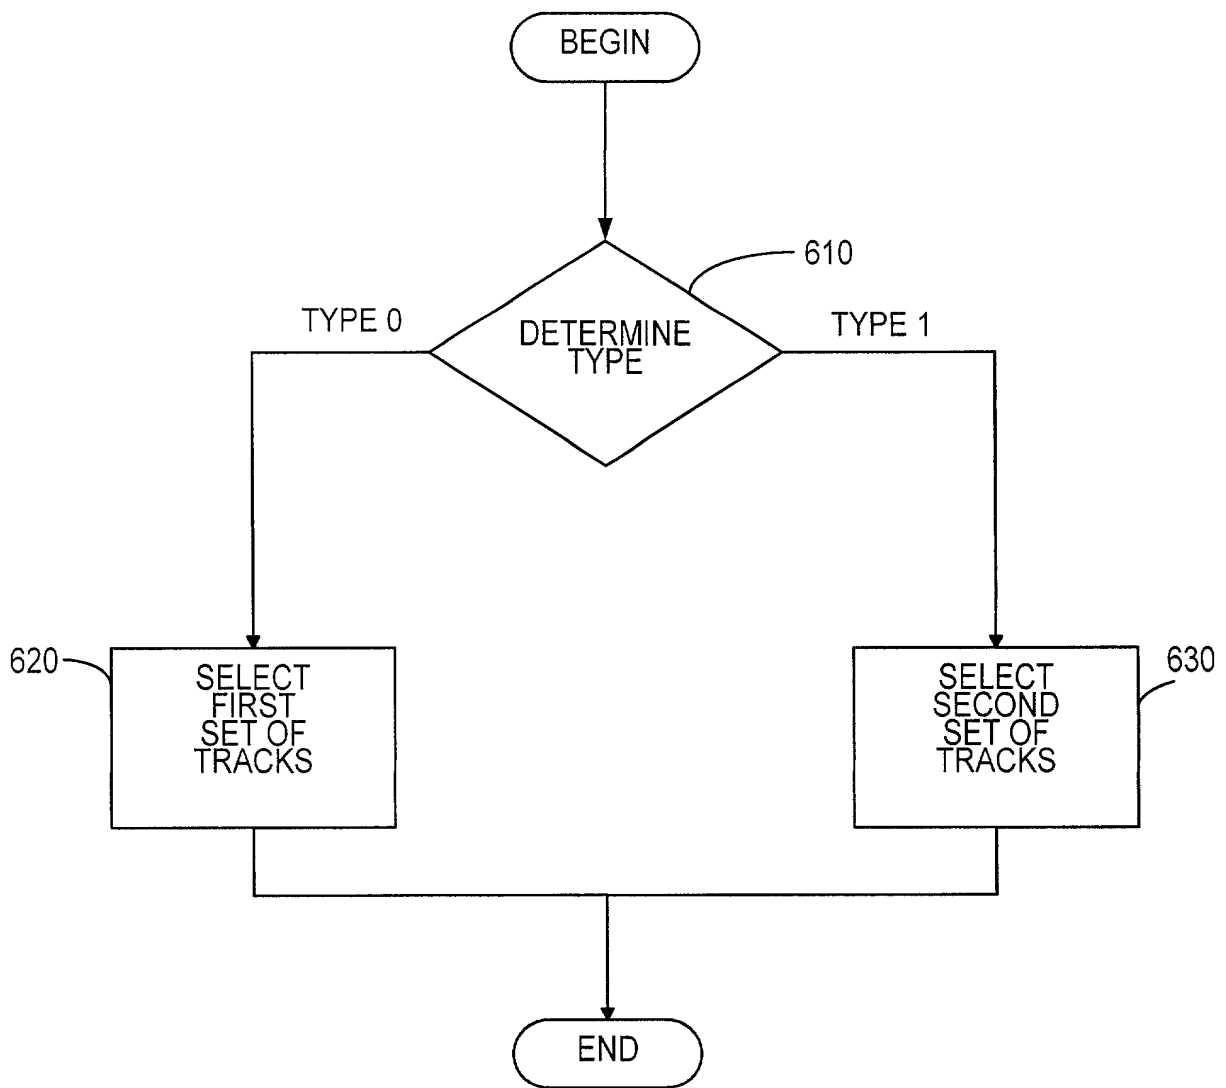 BEGIN
610
TYPE 0
TYPE 1
DETERMINE
TYPE
620
SELECT
FIRST
SET OF
TRACKS
630
SELECT
SECOND
SET OF
TRACKS
END